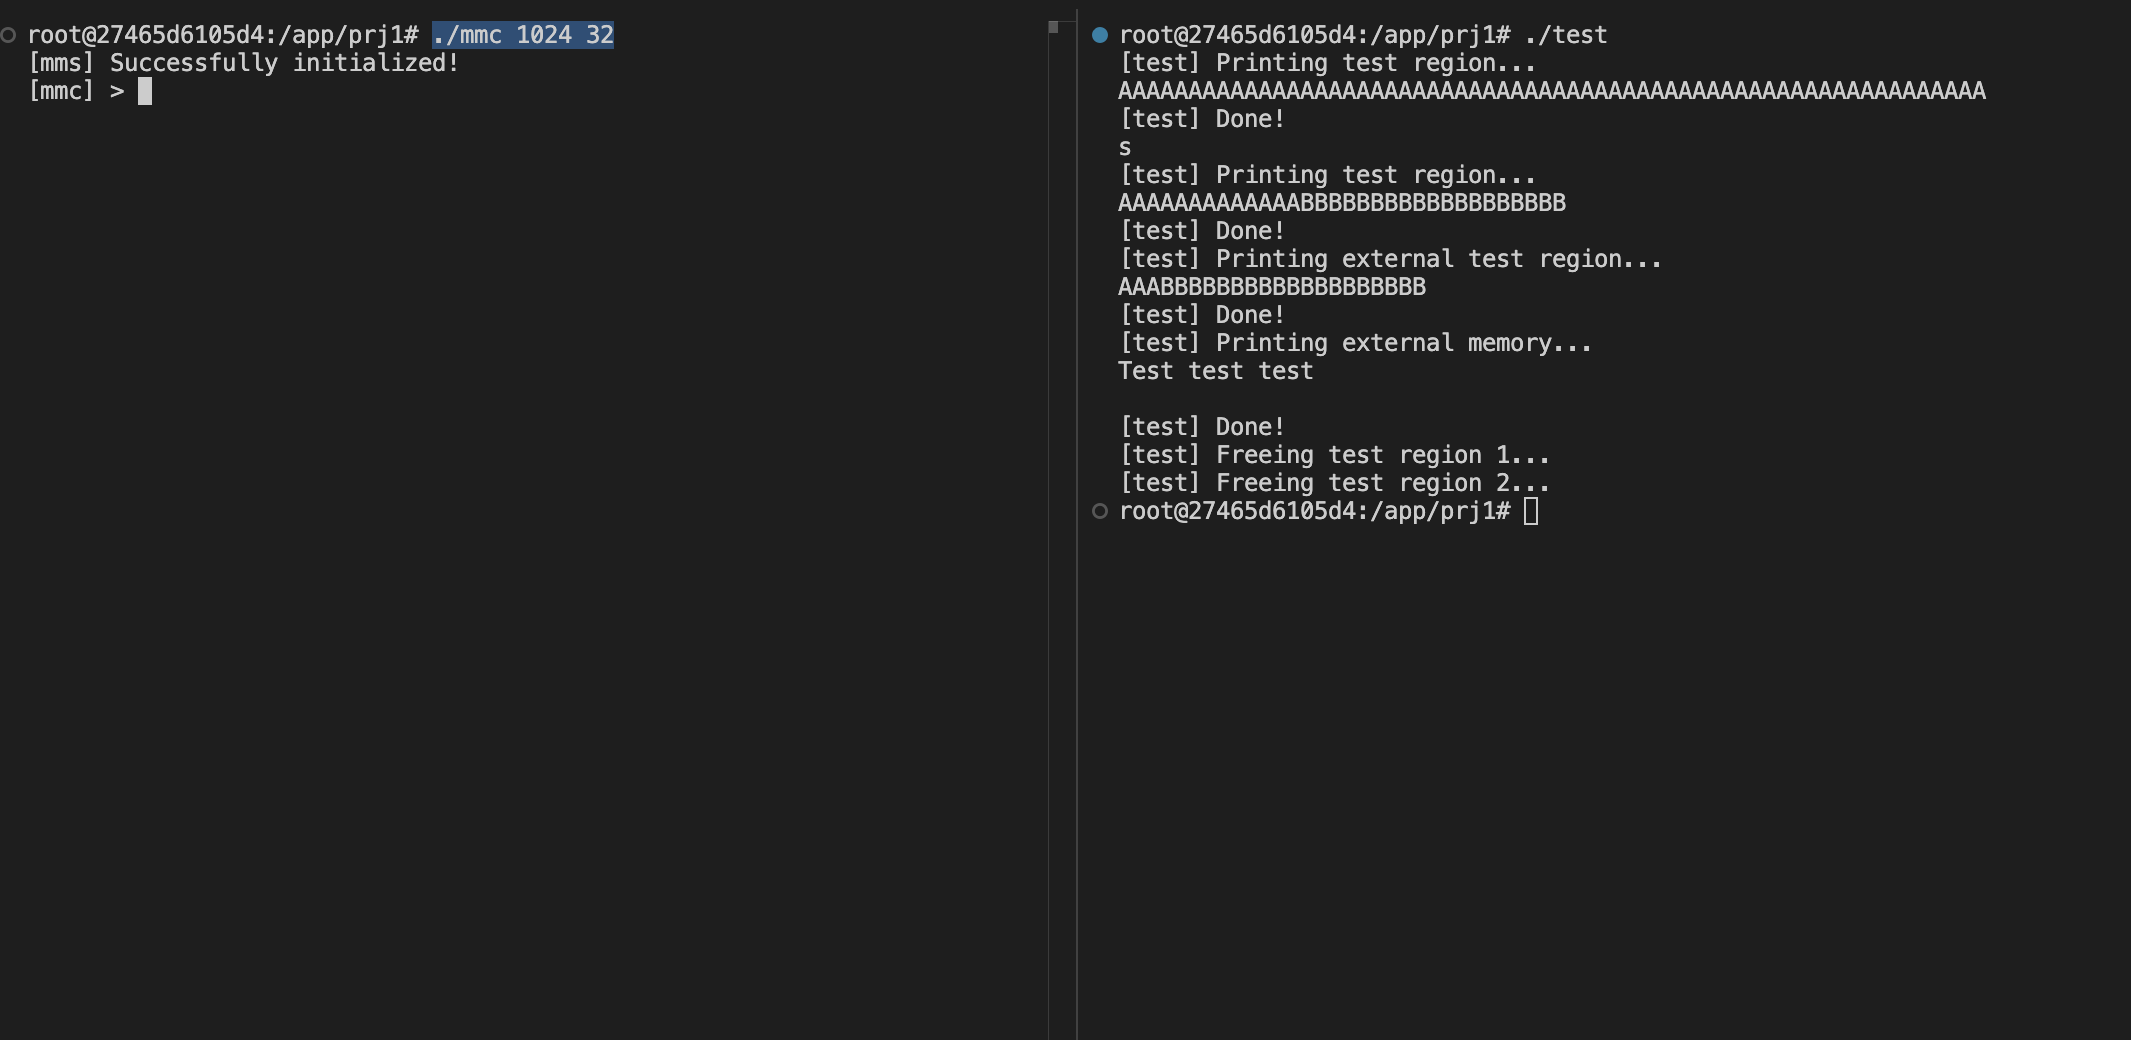 root@27465d6105d4:/app/prj1# ./mmc 1024 32
[mms] Successfully initialized!
[mmc] >
root@27465d6105d4:/app/prj1# ./test
[test] Printing test region...
AAAAAAAAAAAAAAAAAAAAAAAAAAAAAAAAAAAAAAAAAAAAAAAAAAAAAAAAAAAAAA
[test] Done!
s
[test] Printing test region...
AAAAAAAAAAAAABBBBBBBBBBBBBBBBBBB
[test] Done!
[test] Printing external test region...
AAABBBBBBBBBBBBBBBBBBB
[test] Done!
[test] Printing external memory...
Test test test
[test] Done!
[test] Freeing test region 1...
[test] Freeing test region 2...
root@27465d6105d4:/app/prj1#